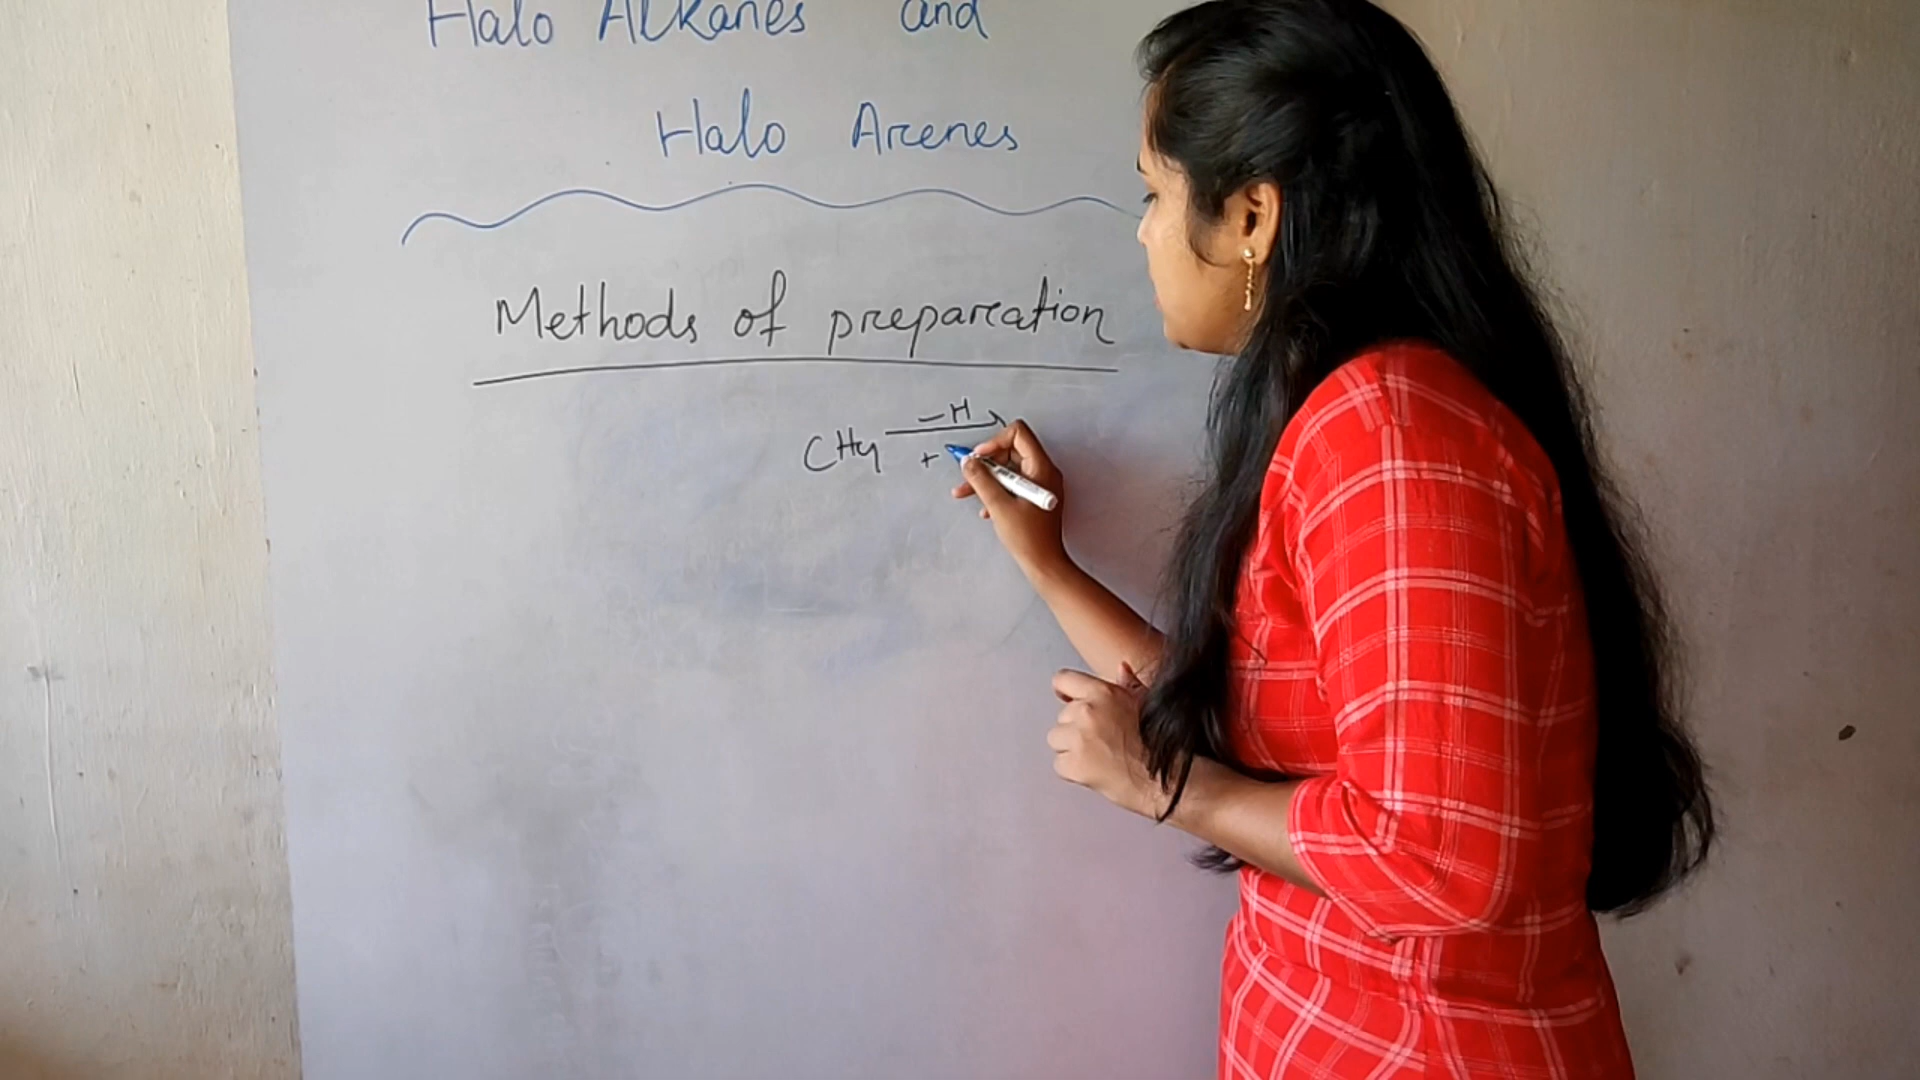 Halo Alkanes and
Halo Arenes
Methods of preparation
-H
CH4
+